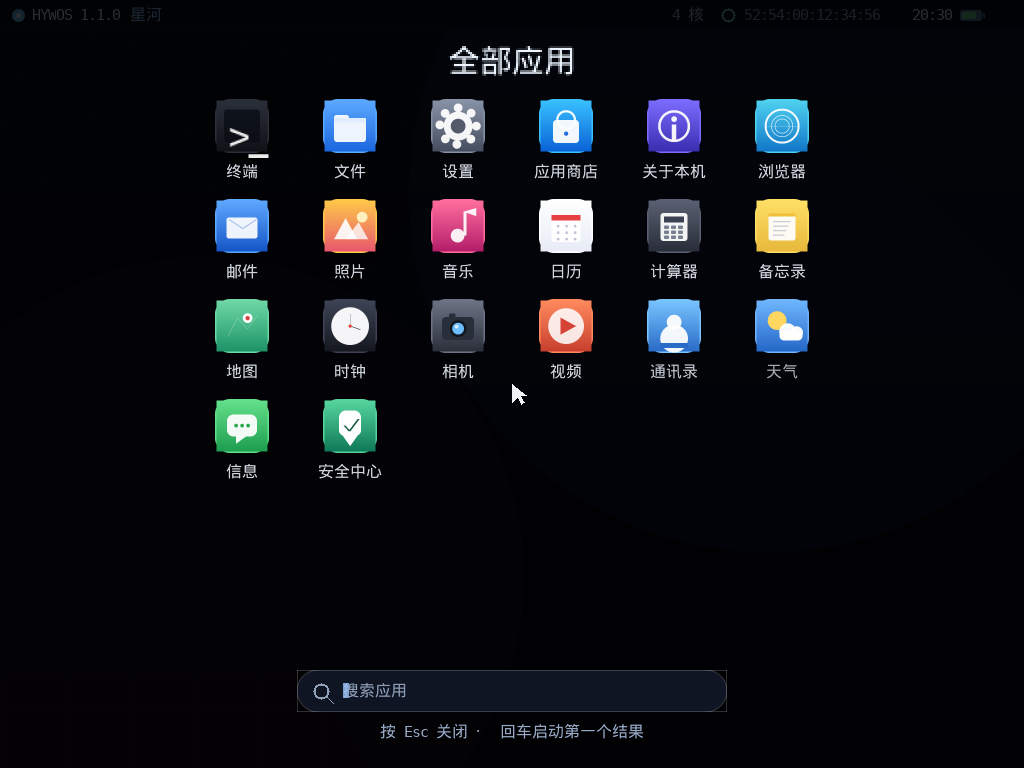 HYWOS 1.1.0 星河 4 核 52:54:00:12:34:56 20:30
全部应用
终端 文件 设置 应用商店 关于本机 浏览器
邮件 照片 音乐 日历 计算器 备忘录
地图 时钟 相机 视频 通讯录 天气
信息 安全中心
搜索应用
按 Esc 关闭 · 回车启动第一个结果